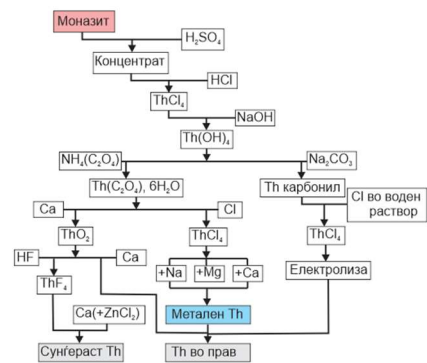 Моназит
H₂SO₄
Концентрат
HCl
ThCl₄
NaOH
Th(OH)₄
NH₄(C₂O₄)
Na₂CO₃
Th(C₂O₄), 6H₂O
Th карбонил
Cl во воден
раствор
Ca
Cl
ThO₂
ThCl₄
ThCl₄
HF
Ca
+Na
+Mg
+Ca
Електролиза
ThF₄
Ca(+ZnCl₂)
Метален Th
Сунѓераст Th
Th во прав